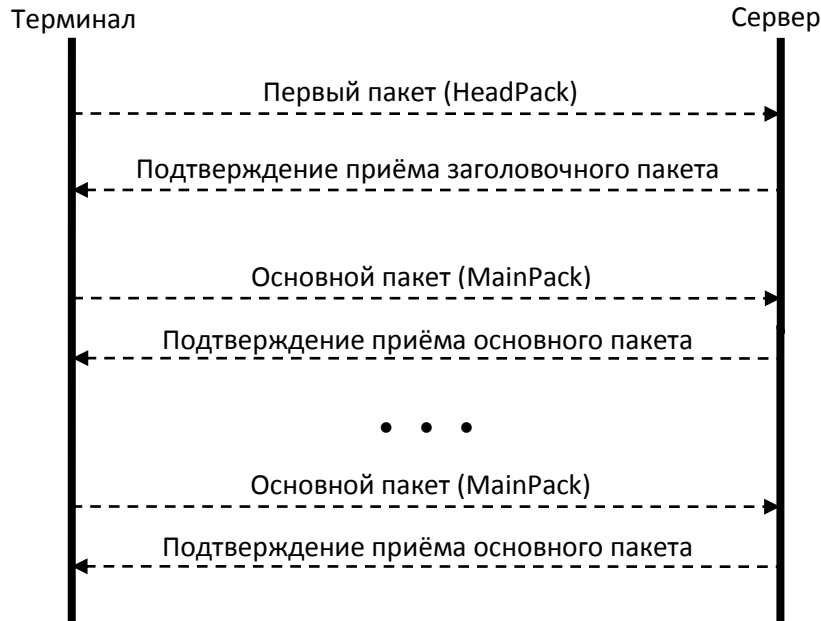 Терминал
Сервер
Первый пакет (HeadPack)
Подтверждение приёма заголовочного пакета
Основной пакет (MainPack)
Подтверждение приёма основного пакета
• • •
Основной пакет (MainPack)
Подтверждение приёма основного пакета